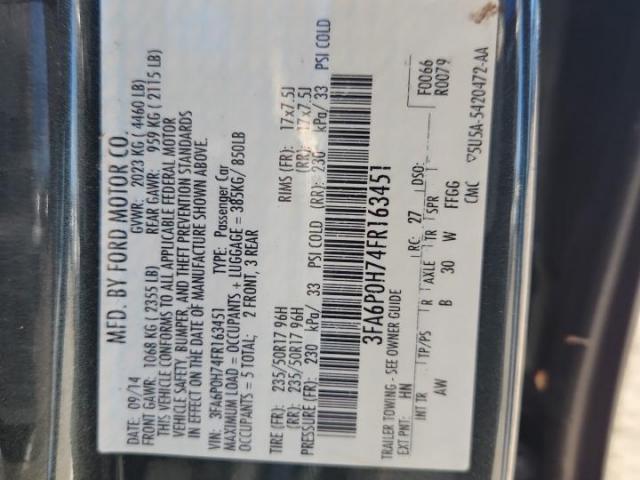 MFD. BY FORD MOTOR CO.
DATE: 09/14 GVWR: 2023 KG ( 4460 LB)
FRONT GAWR: 1068 KG ( 2355 LB) REAR GAWR: 959 KG ( 2115 LB)
THIS VEHICLE CONFORMS TO ALL APPLICABLE FEDERAL MOTOR
VEHICLE SAFETY, BUMPER, AND THEFT PREVENTION STANDARDS
IN EFFECT ON THE DATE OF MANUFACTURE SHOWN ABOVE.
VIN: 3FA6P0H74FR163451 TYPE: Passenger Car
MAXIMUM LOAD = OCCUPANTS + LUGGAGE = 385KG/ 850LB
OCCUPANTS = 5 TOTAL; 2 FRONT, 3 REAR
TIRE (FR): 235/50R17 96H RIMS (FR): 17x7.5J
(RR): 235/50R17 96H (RR): 17x7.5J
PRESSURE (FR): 230 kPa/ 33 PSI COLD (RD): 230 kPa/ 33 PSI COLD
3FA6P0H74FR163451
TRAILER TOWING - SEE OWNER GUIDE
EXT PNT: HN RC: 27 DSO: F0066
R0079
INT TR TP/PS R AXLE TR SPR
AW B 30 W FFGG
CMC ▽5U5A-5420472-AA